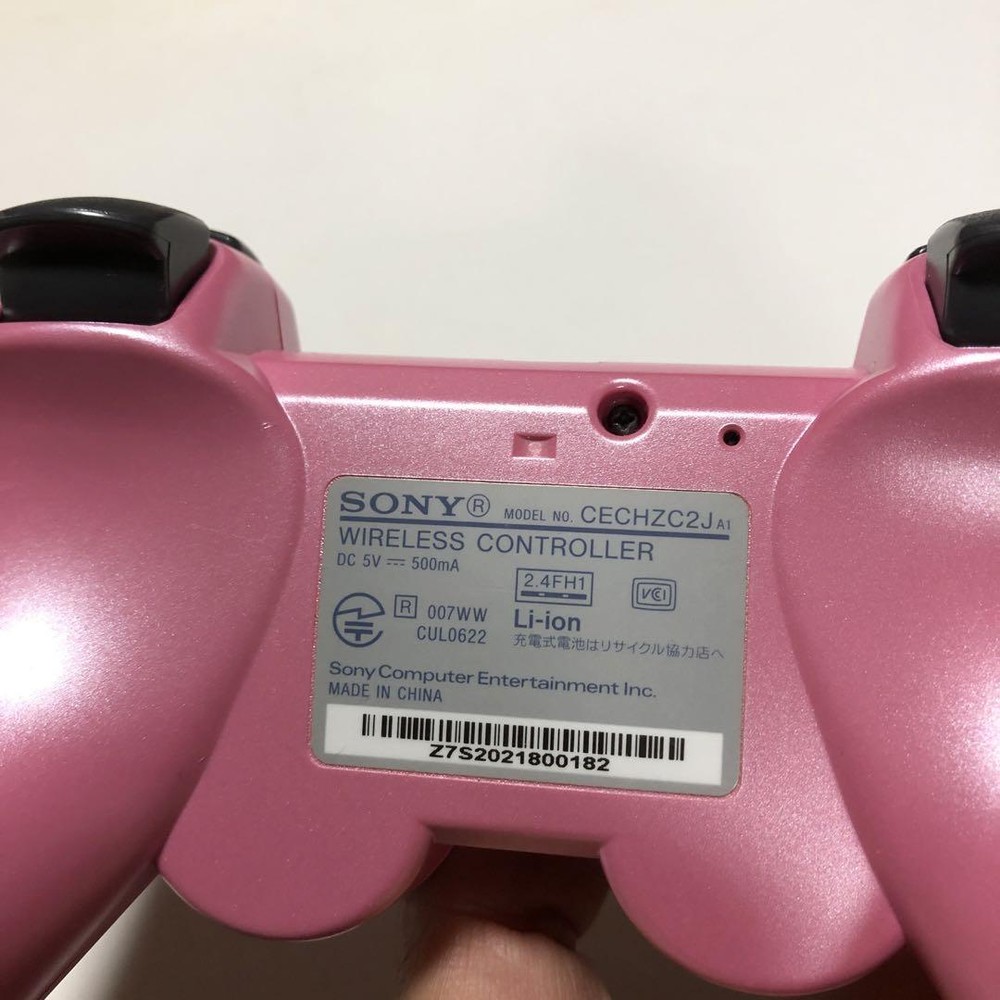 SONY® MODEL NO. CECHZC2J A1
WIRELESS CONTROLLER
DC 5V ⎓ 500mA
2.4FH1
VCI
R 007WW
CUL0622
Li-ion
充電式電池はリサイクル協力店へ
Sony Computer Entertainment Inc.
MADE IN CHINA
Z7S2021800182